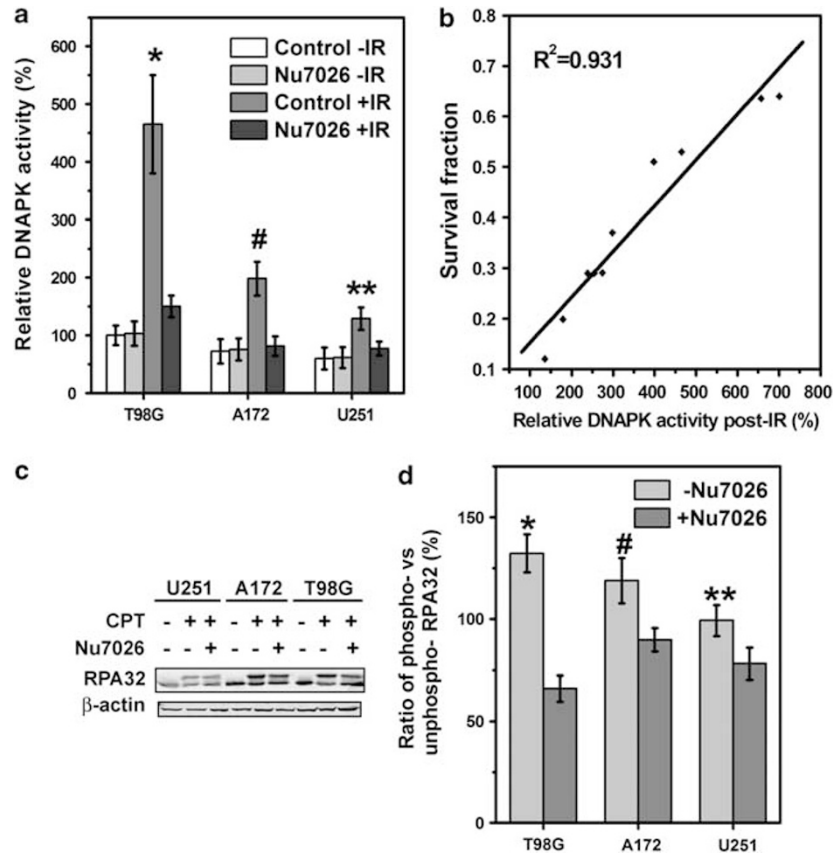 a
Relative DNAPK activity (%)
600
500
400
300
200
100
0
*
#
**
Control -IR
Nu7026 -IR
Control +IR
Nu7026 +IR
T98G A172 U251
b
Survival fraction
0.8
0.7
0.6
0.5
0.4
0.3
0.2
0.1
R²=0.931
100 200 300 400 500 600 700 800
Relative DNAPK activity post-IR (%)
c
U251 A172 T98G
CPT - + + - + + - + +
Nu7026 - - + - - + - - +
RPA32
β-actin
d
Ratio of phospho- vs
unphospho- RPA32 (%)
150
100
50
0
*
#
**
-Nu7026
+Nu7026
T98G A172 U251